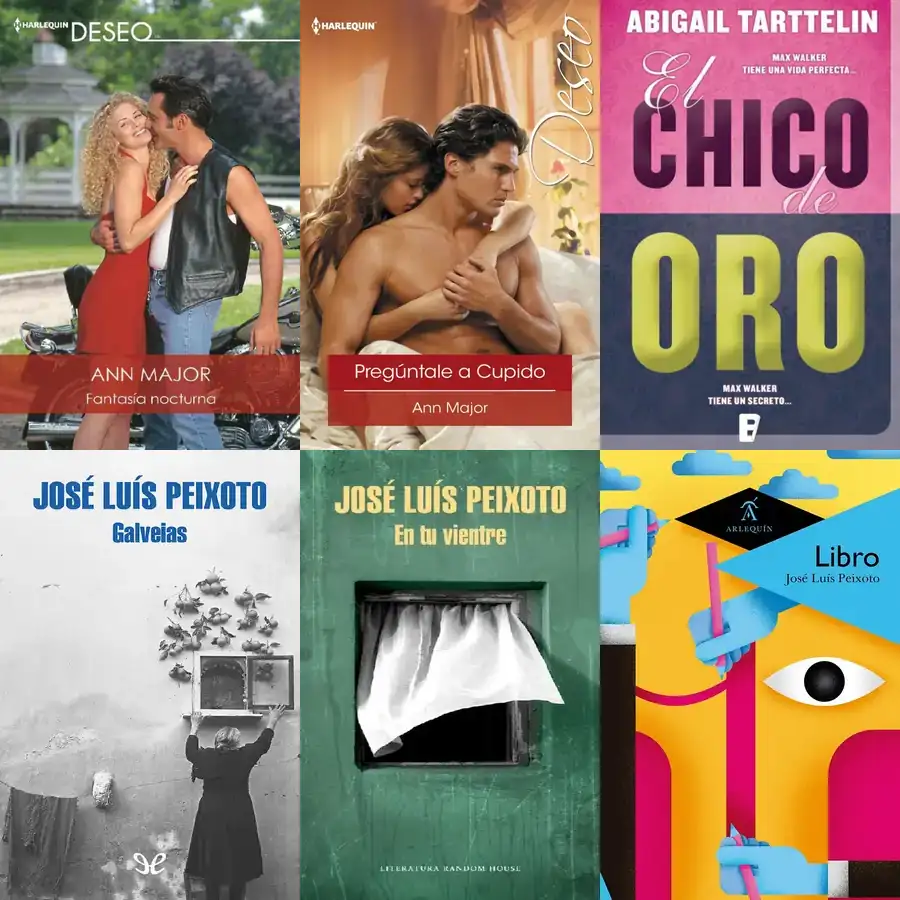 HARLEQUIN DESEO
ANN MAJOR
Fantasía nocturna
HARLEQUIN
Deseo
Pregúntale a Cupido
Ann Major
ABIGAIL TARTTELIN
MAX WALKER
TIENE UNA VIDA PERFECTA...
El
CHICO
de
ORO
MAX WALKER
TIENE UN SECRETO...
B
JOSÉ LUÍS PEIXOTO
Galveias
JOSÉ LUÍS PEIXOTO
En tu vientre
LITERATURA RANDOM HOUSE
ARLEQUÍN
Libro
José Luís Peixoto